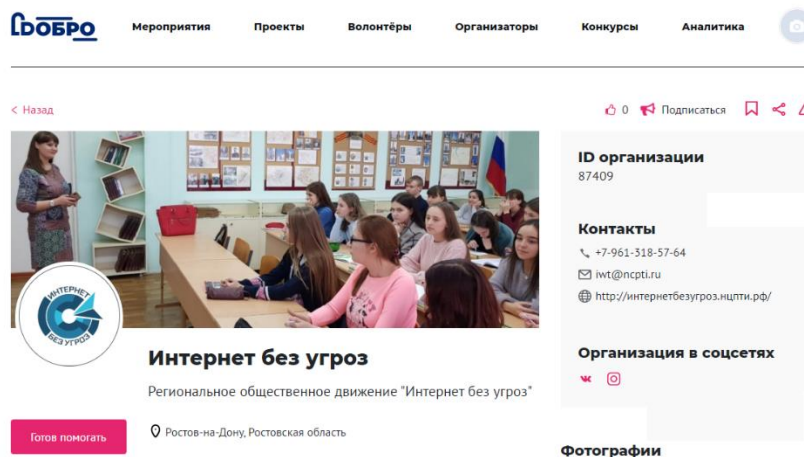 ДОБРО
Мероприятия Проекты Волонтёры Организаторы Конкурсы Аналитика
< Назад
0 Подписаться
ID организации
87409
Контакты
+7-961-318-57-64
iwt@ncpti.ru
http://интернетбезугроз.нцпти.рф/
ИНТЕРНЕТ
БЕЗ УГРОЗ
Интернет без угроз
Региональное общественное движение "Интернет без угроз"
Организация в соцсетях
Готов помогать
Ростов-на-Дону, Ростовская область
Фотографии